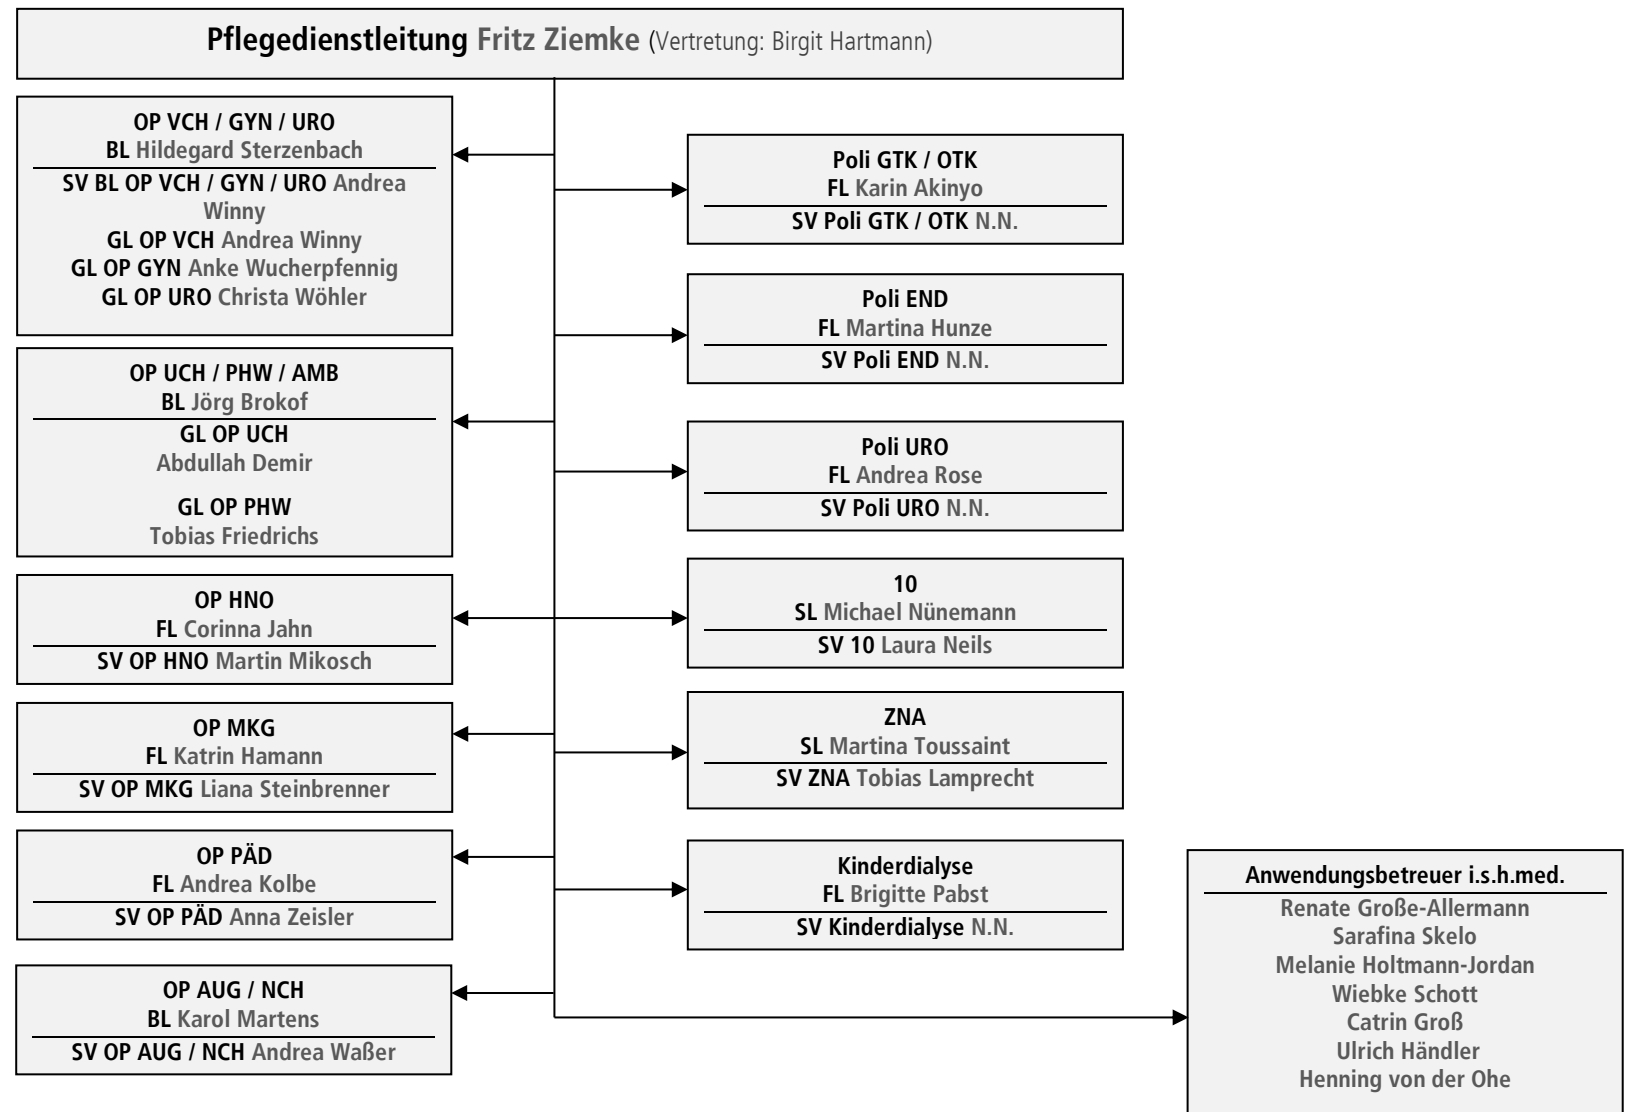 Pflegedienstleitung Fritz Ziemke (Vertretung: Birgit Hartmann)
OP VCH / GYN / URO
BL Hildegard Sterzenbach
SV BL OP VCH / GYN / URO Andrea
Winny
GL OP VCH Andrea Winny
GL OP GYN Anke Wucherpfennig
GL OP URO Christa Wöhler
OP UCH / PHW / AMB
BL Jörg Brokof
GL OP UCH
Abdullah Demir
GL OP PHW
Tobias Friedrichs
OP HNO
FL Corinna Jahn
SV OP HNO Martin Mikosch
OP MKG
FL Katrin Hamann
SV OP MKG Liana Steinbrenner
OP PÄD
FL Andrea Kolbe
SV OP PÄD Anna Zeisler
OP AUG / NCH
BL Karol Martens
SV OP AUG / NCH Andrea Waßer
Poli GTK / OTK
FL Karin Akinyo
SV Poli GTK / OTK N.N.
Poli END
FL Martina Hunze
SV Poli END N.N.
Poli URO
FL Andrea Rose
SV Poli URO N.N.
10
SL Michael Nünemann
SV 10 Laura Neils
ZNA
SL Martina Toussaint
SV ZNA Tobias Lamprecht
Kinderdialyse
FL Brigitte Pabst
SV Kinderdialyse N.N.
Anwendungsbetreuer i.s.h.med.
Renate Große-Allermann
Sarafina Skelo
Melanie Holtmann-Jordan
Wiebke Schott
Catrin Groß
Ulrich Händler
Henning von der Ohe